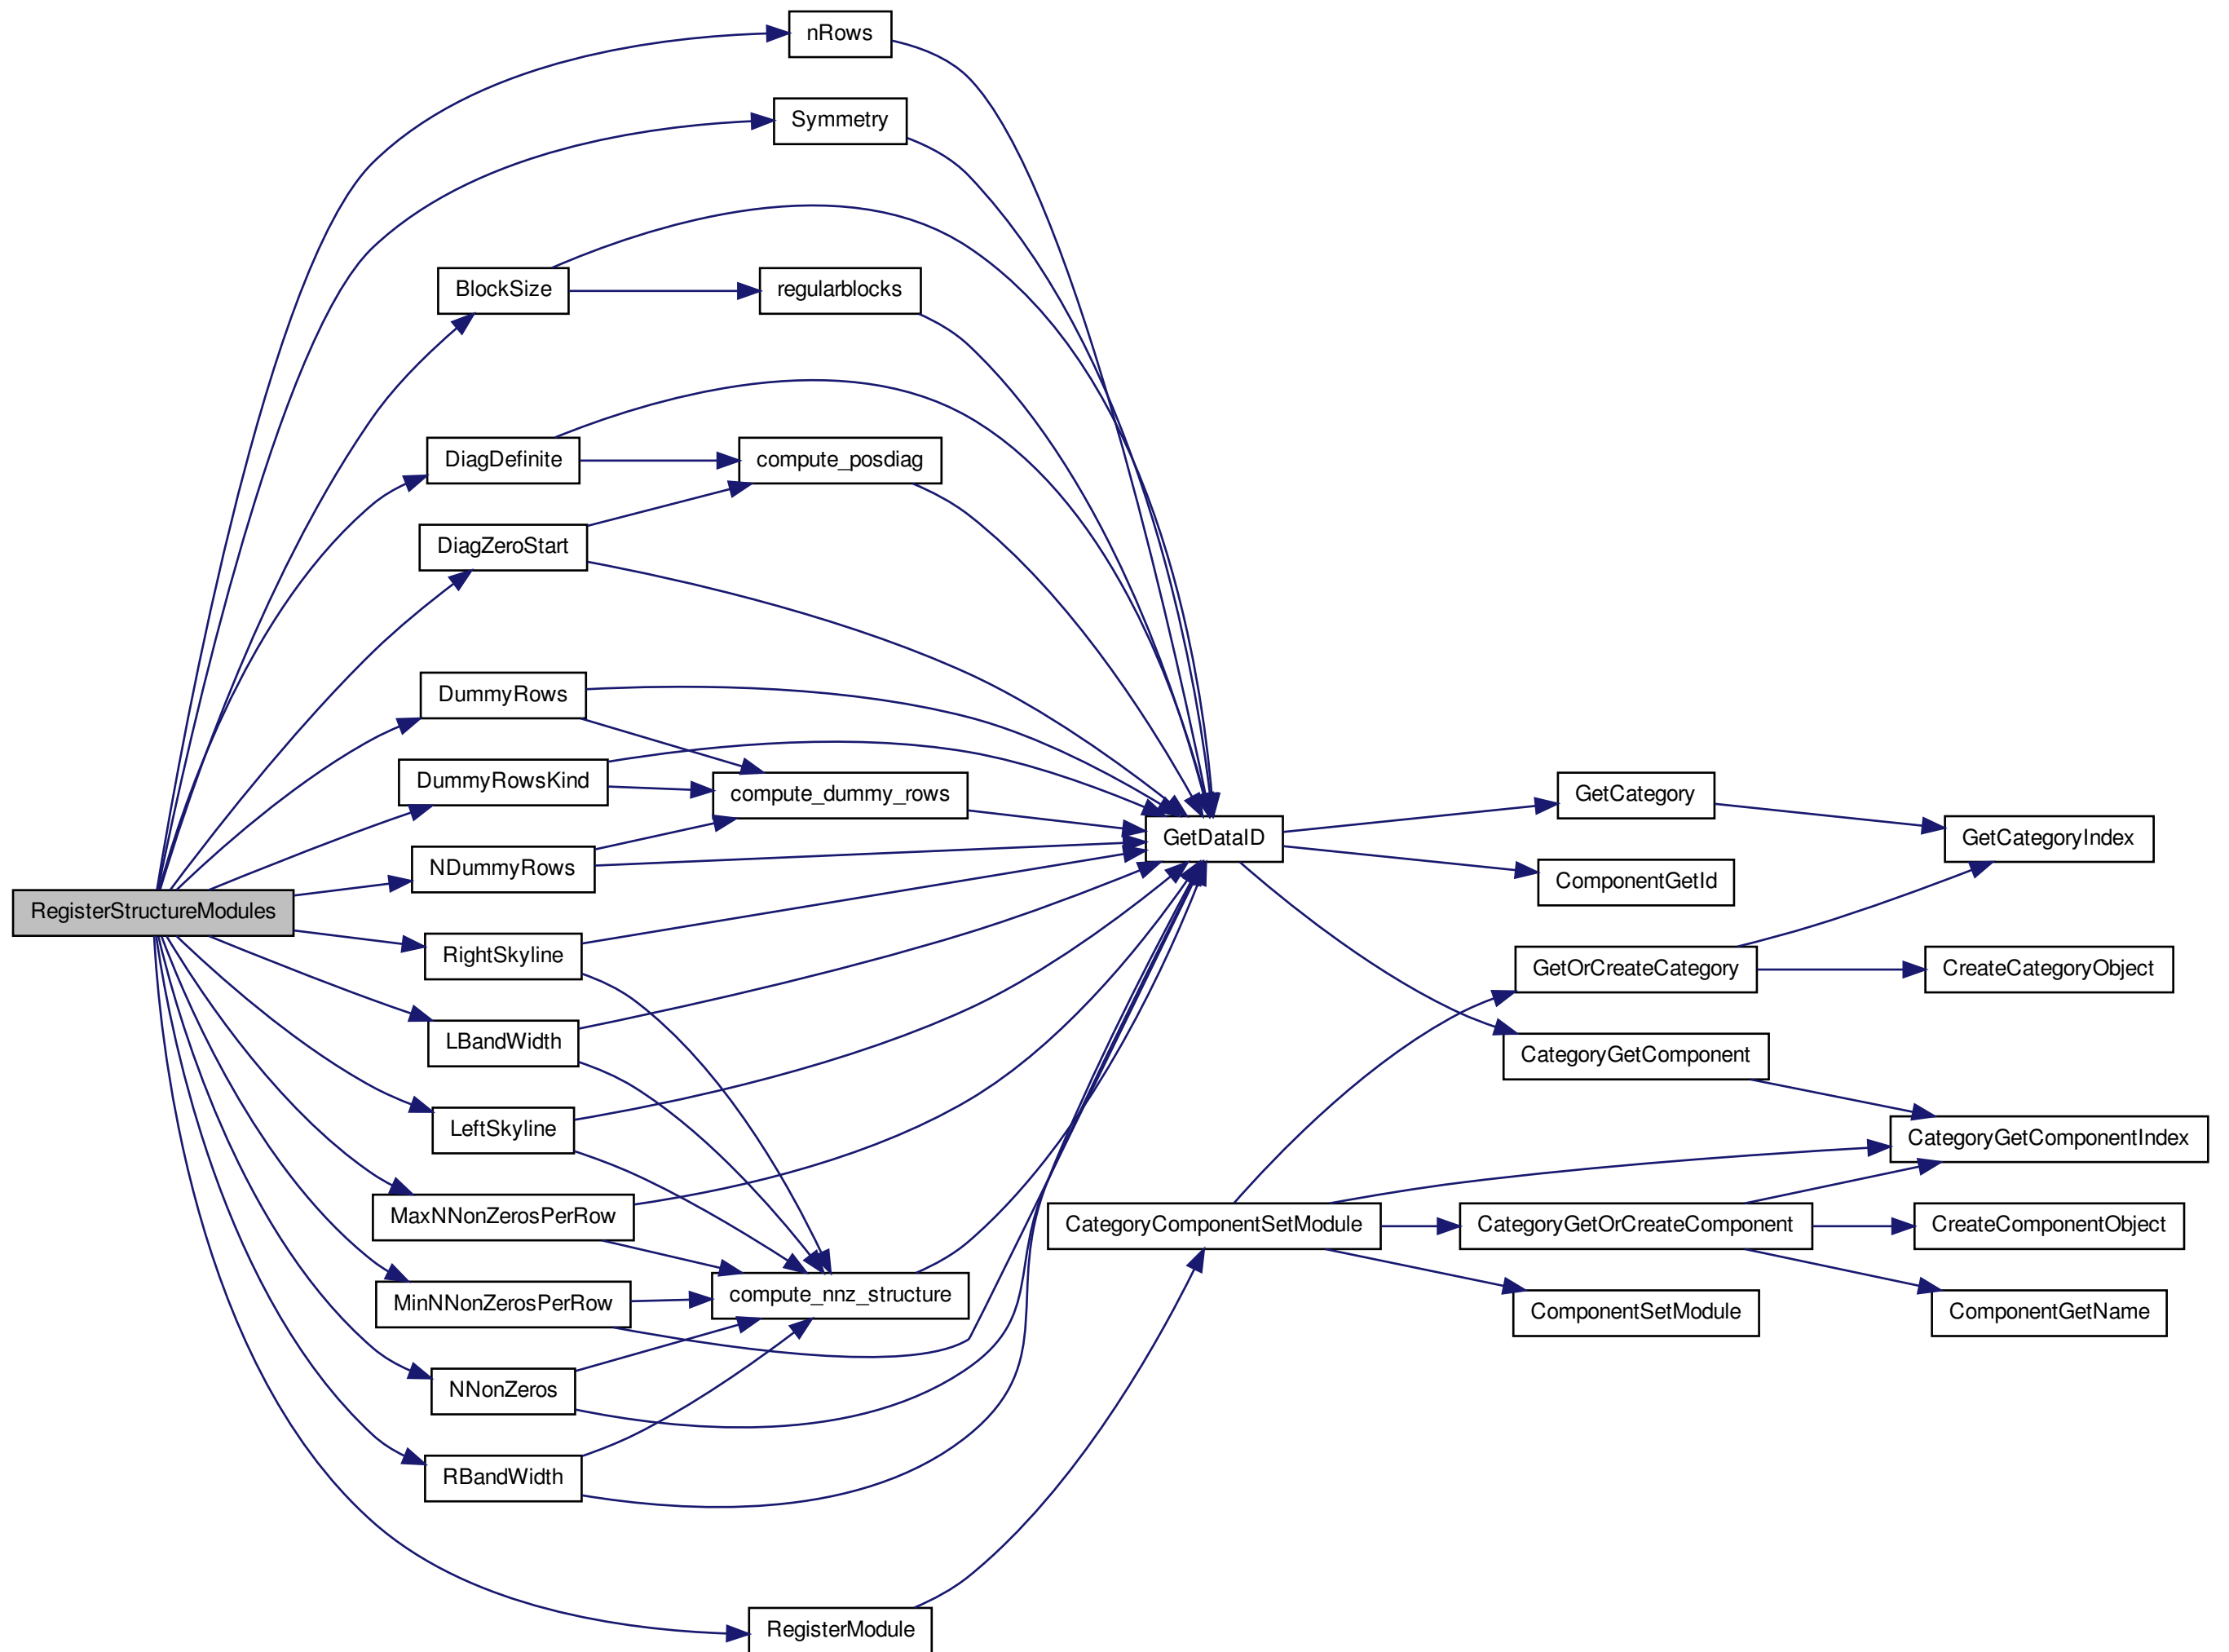 nRows
Symmetry
BlockSize
regularblocks
DiagDefinite
compute_posdiag
DiagZeroStart
DummyRows
DummyRowsKind
compute_dummy_rows
GetCategory
GetDataID
GetCategoryIndex
NDummyRows
ComponentGetId
RegisterStructureModules
RightSkyline
GetOrCreateCategory
CreateCategoryObject
LBandWidth
CategoryGetComponent
LeftSkyline
CategoryGetComponentIndex
MaxNNonZerosPerRow
CategoryComponentSetModule
CategoryGetOrCreateComponent
CreateComponentObject
MinNNonZerosPerRow
compute_nnz_structure
ComponentSetModule
ComponentGetName
NNonZeros
RBandWidth
RegisterModule